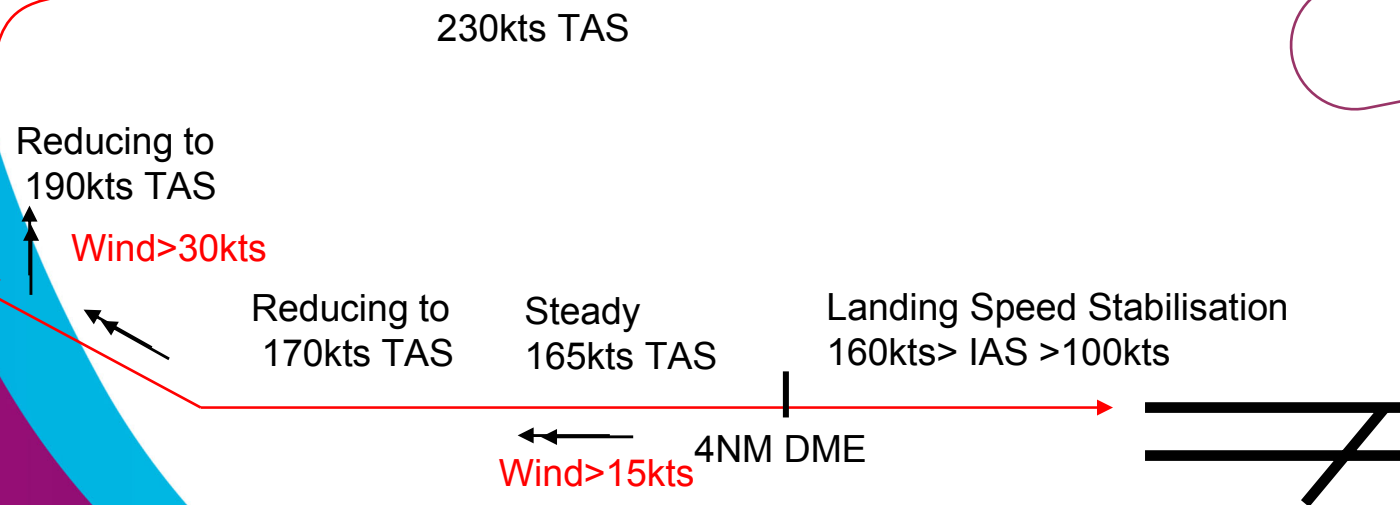 230kts TAS
Reducing to
190kts TAS
Wind>30kts
Reducing to
170kts TAS
Steady
165kts TAS
Landing Speed Stabilisation
160kts> IAS >100kts
4NM DME
Wind>15kts